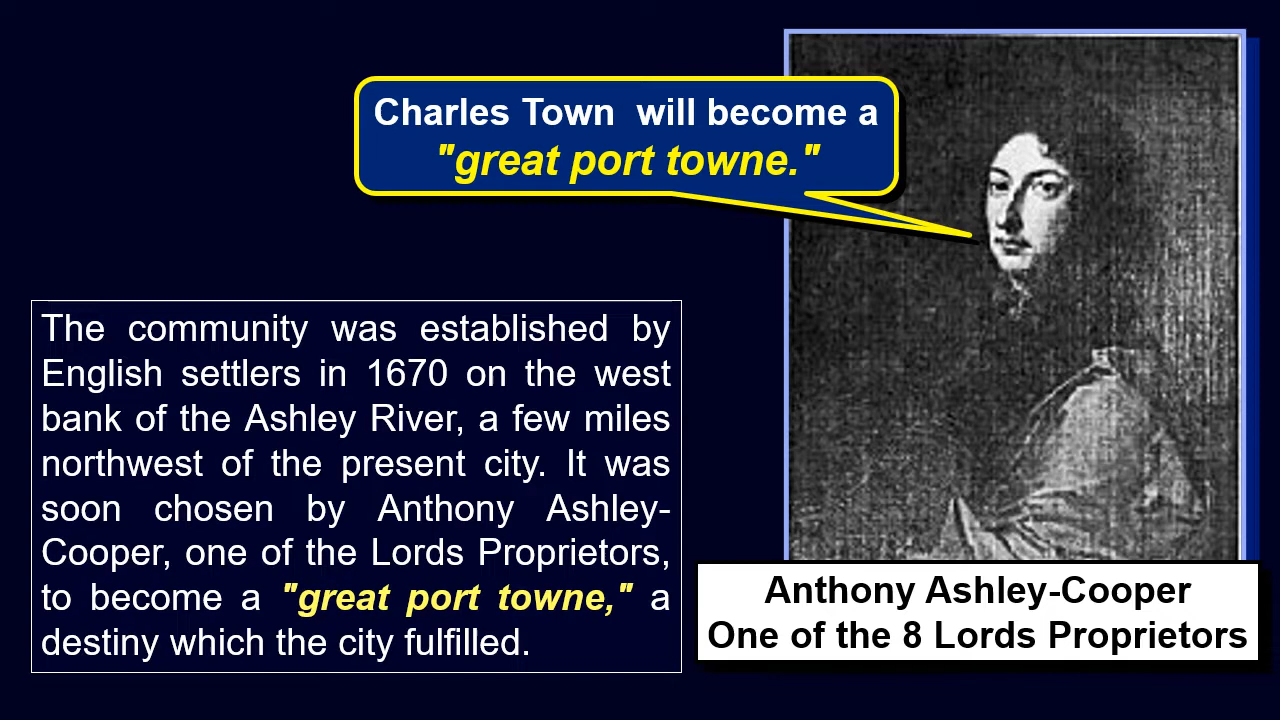 Charles Town  will become a
"great port towne."
The community was established by
English settlers in 1670 on the west
bank of the Ashley River, a few miles
northwest of the present city. It was
soon chosen by Anthony Ashley-
Cooper, one of the Lords Proprietors,
to become a "great port towne," a
destiny which the city fulfilled.
Anthony Ashley-Cooper
One of the 8 Lords Proprietors